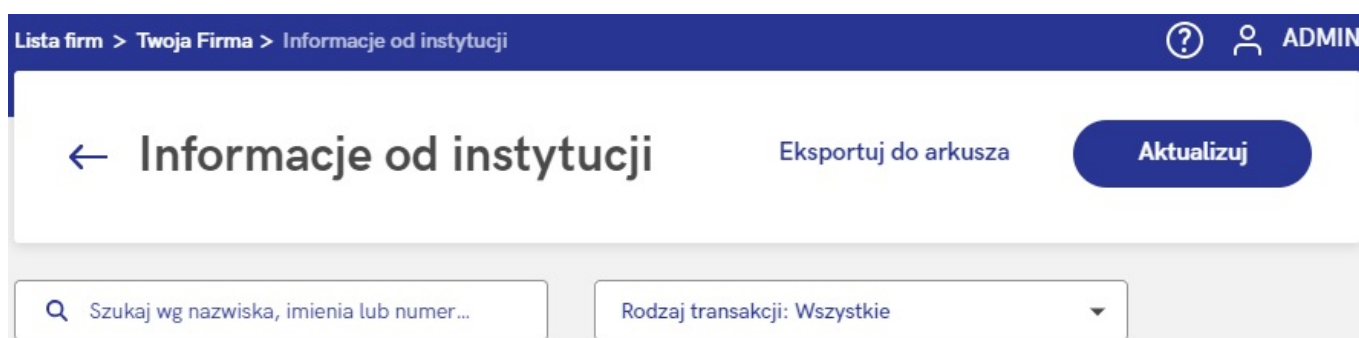 Lista firm > Twoja Firma > Informacje od instytucji ADMIN
← Informacje od instytucji Eksportuj do arkusza Aktualizuj
Szukaj wg nazwiska, imienia lub numer... Rodzaj transakcji: Wszystkie